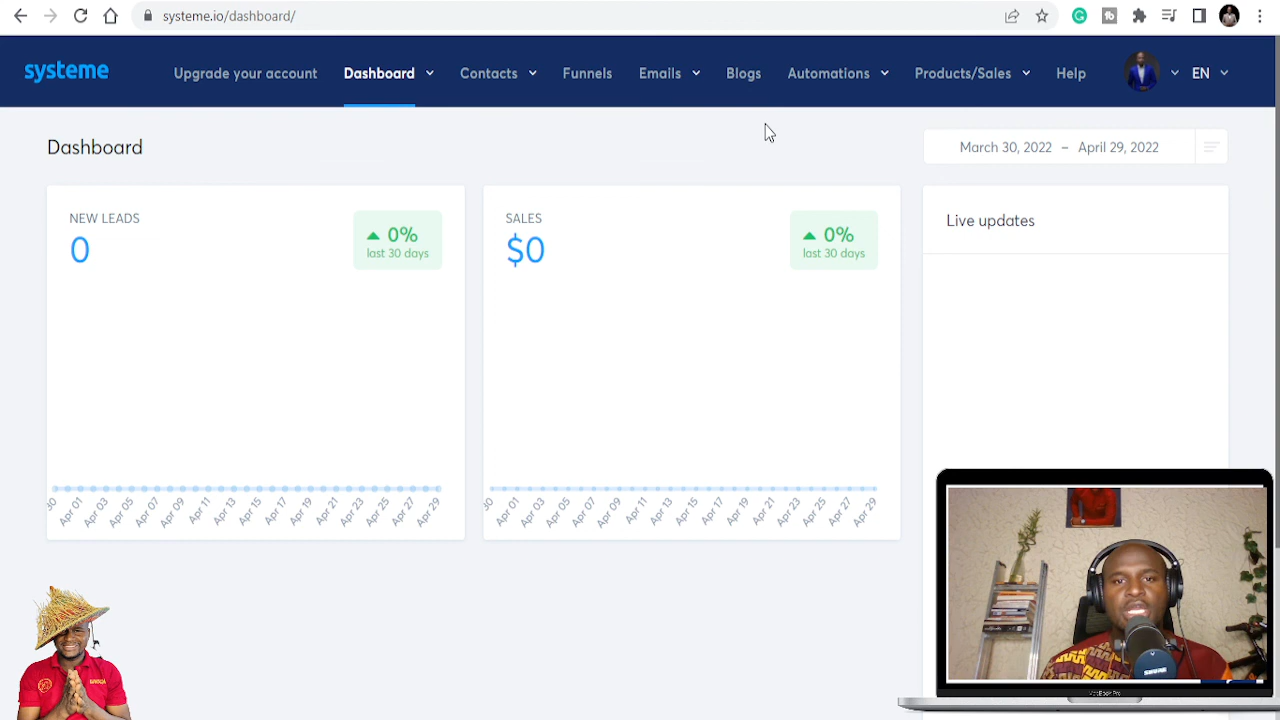 systeme.io/dashboard/
systeme
Upgrade your account
Dashboard
Contacts
Funnels
Emails
Blogs
Automations
Products/Sales
Help
EN
Dashboard
March 30, 2022 – April 29, 2022
NEW LEADS
0
0%
last 30 days
SALES
$0
0%
last 30 days
Live updates
30 Apr 01 Apr 03 Apr 05 Apr 07 Apr 09 Apr 11 Apr 13 Apr 15 Apr 17 Apr 19 Apr 21 Apr 23 Apr 25 Apr 27 Apr 29
30 Apr 01 Apr 03 Apr 05 Apr 07 Apr 09 Apr 11 Apr 13 Apr 15 Apr 17 Apr 19 Apr 21 Apr 23 Apr 25 Apr 27 Apr 29
SHURE
MacBook Pro